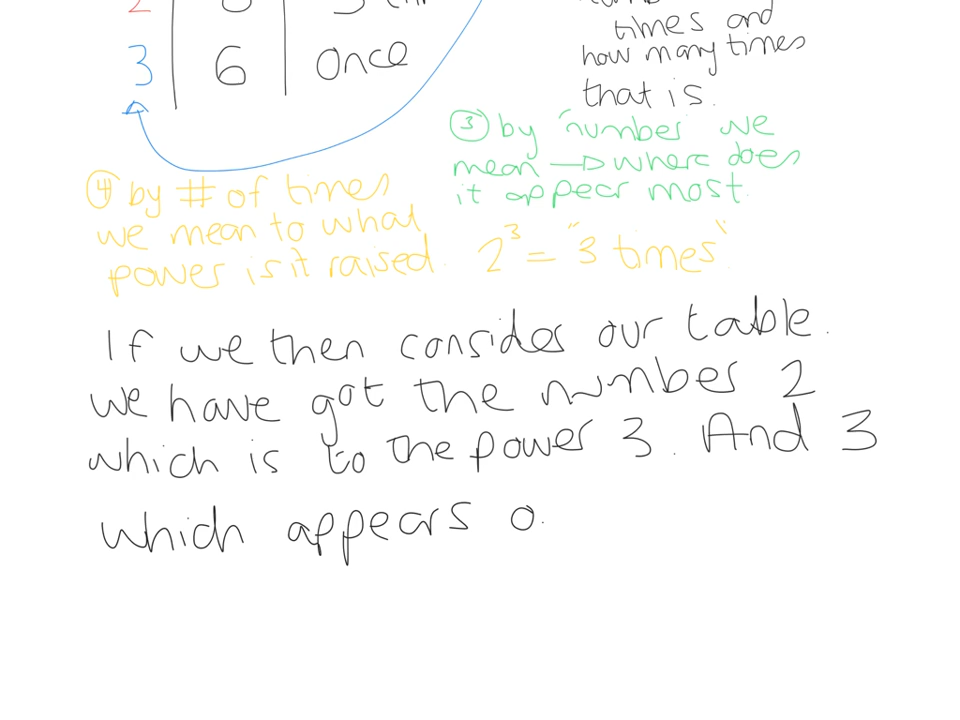 2
3 6 once
times and
how many times
that is.
③ by 'number' we
mean → where does
it appear most.
④ by # of times
we mean to what
power is it raised. 2³ = "3 times"
If we then consider our table.
we have got the number 2
which is to the power 3. And 3
which appears o